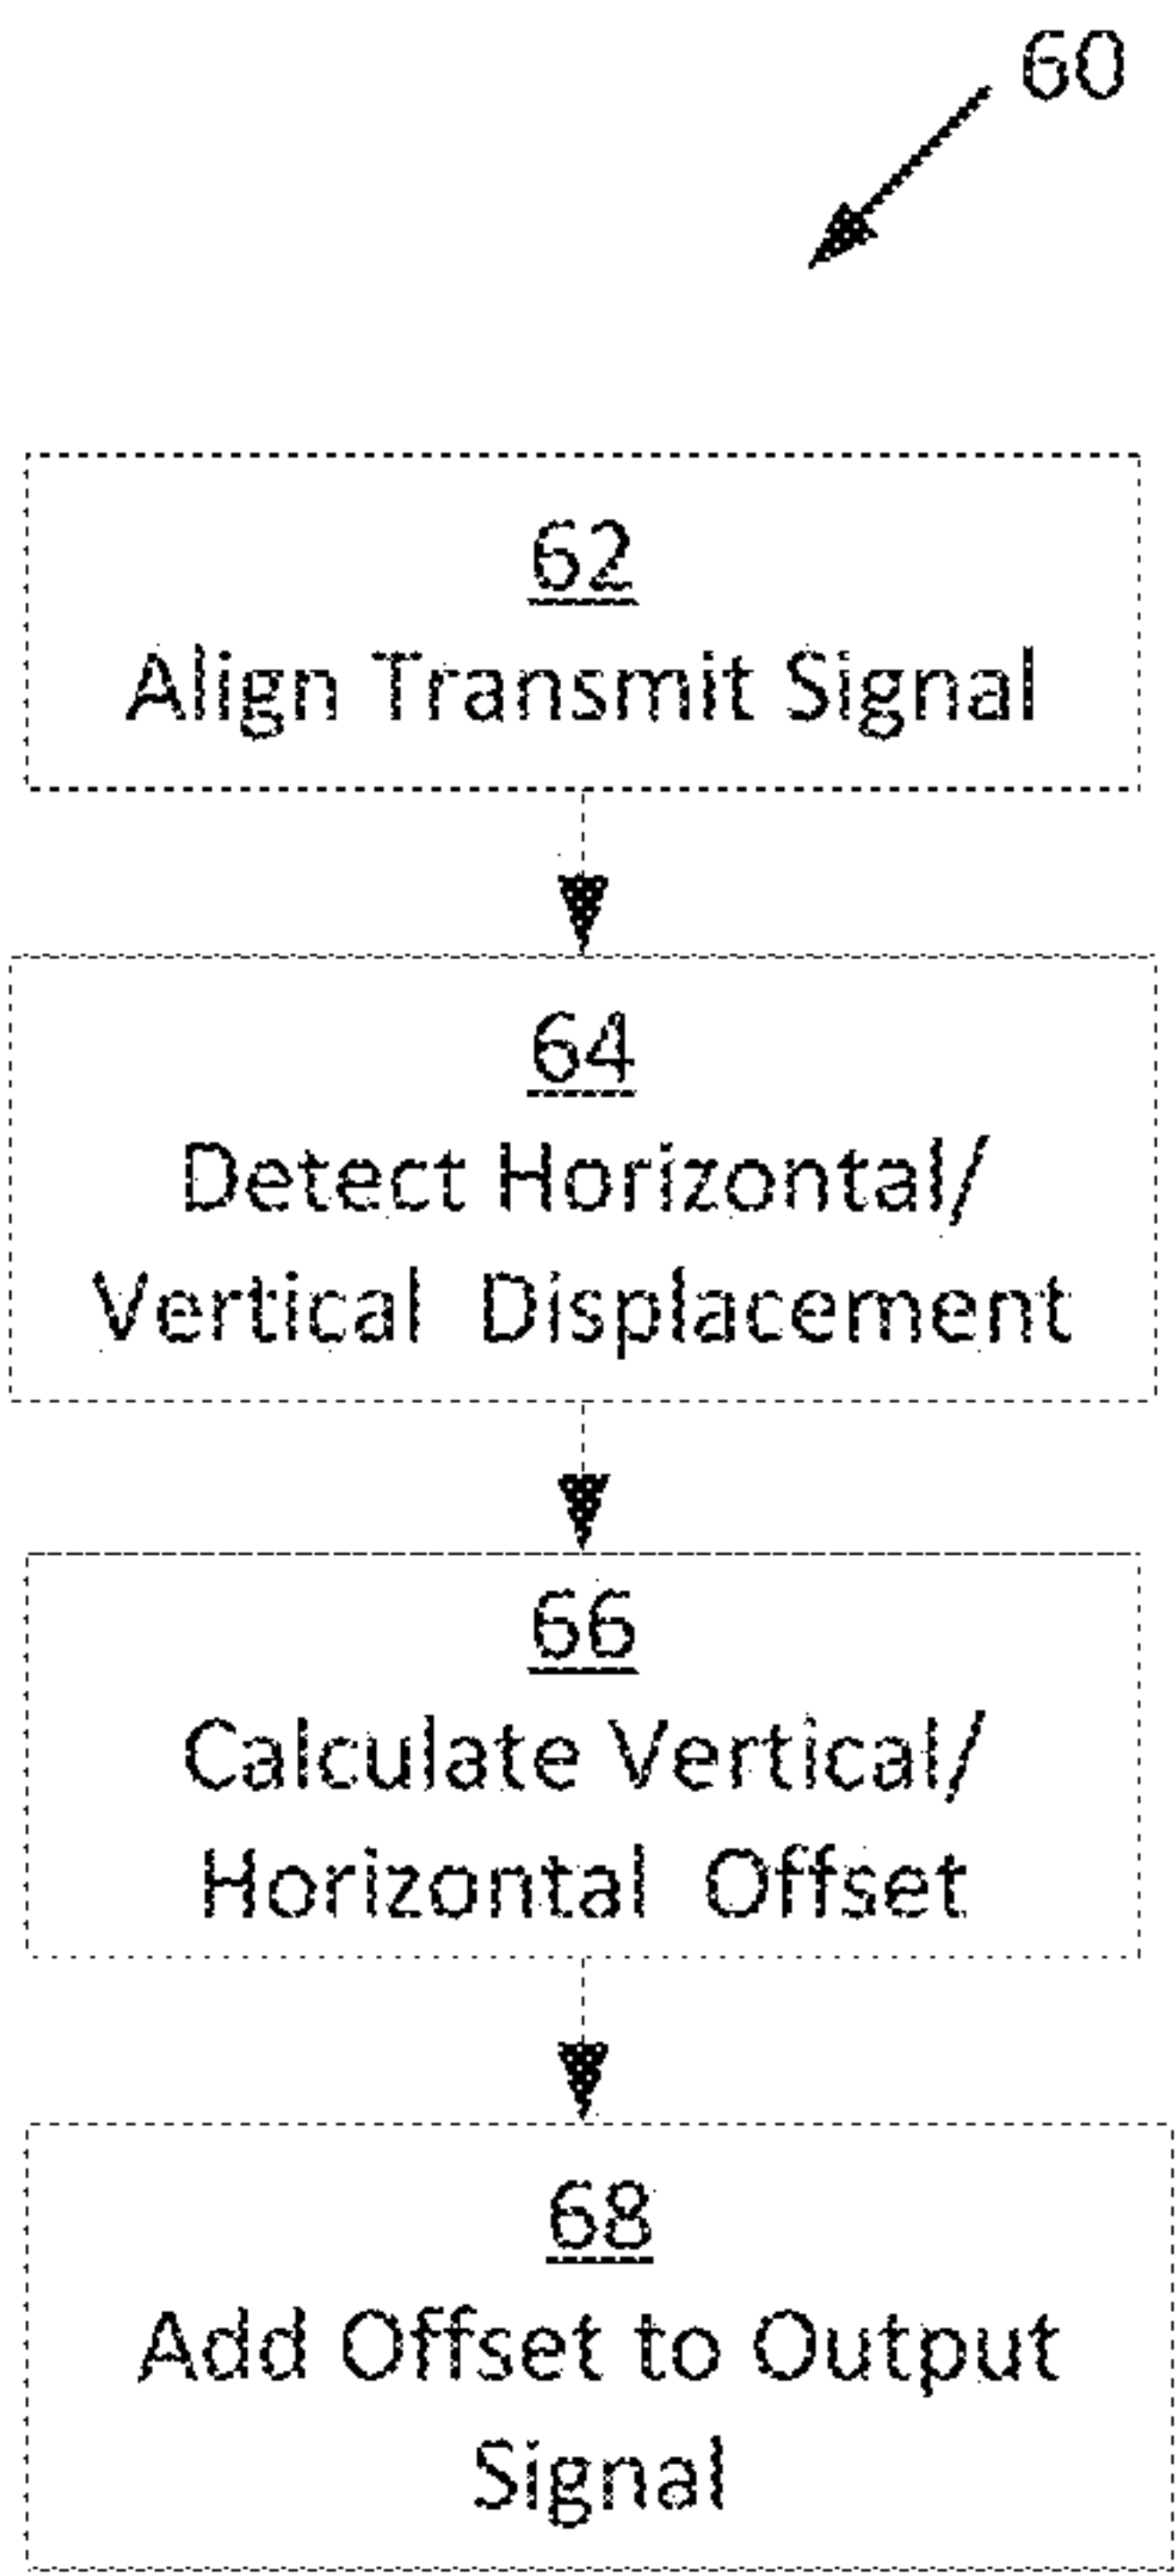 60
62
Align Transmit Signal
64
Detect Horizontal/
Vertical Displacement
66
Calculate Vertical/
Horizontal Offset
68
Add Offset to Output
Signal